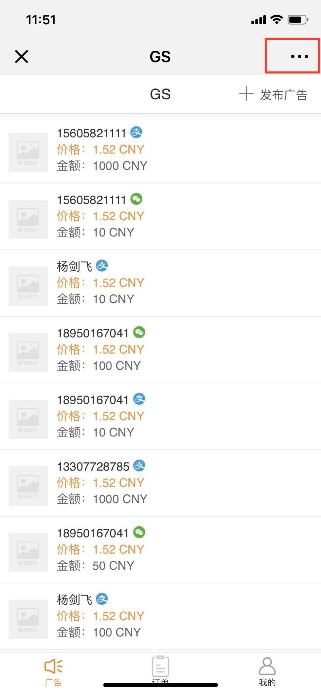 11:51
GS
GS
发布广告
15605821111
价格：1.52 CNY
金额：1000 CNY
15605821111
价格：1.52 CNY
金额：10 CNY
杨剑飞
价格：1.52 CNY
金额：10 CNY
18950167041
价格：1.52 CNY
金额：100 CNY
18950167041
价格：1.52 CNY
金额：10 CNY
13307728785
价格：1.52 CNY
金额：1000 CNY
18950167041
价格：1.52 CNY
金额：50 CNY
杨剑飞
价格：1.52 CNY
金额：100 CNY
广告
订单
我的